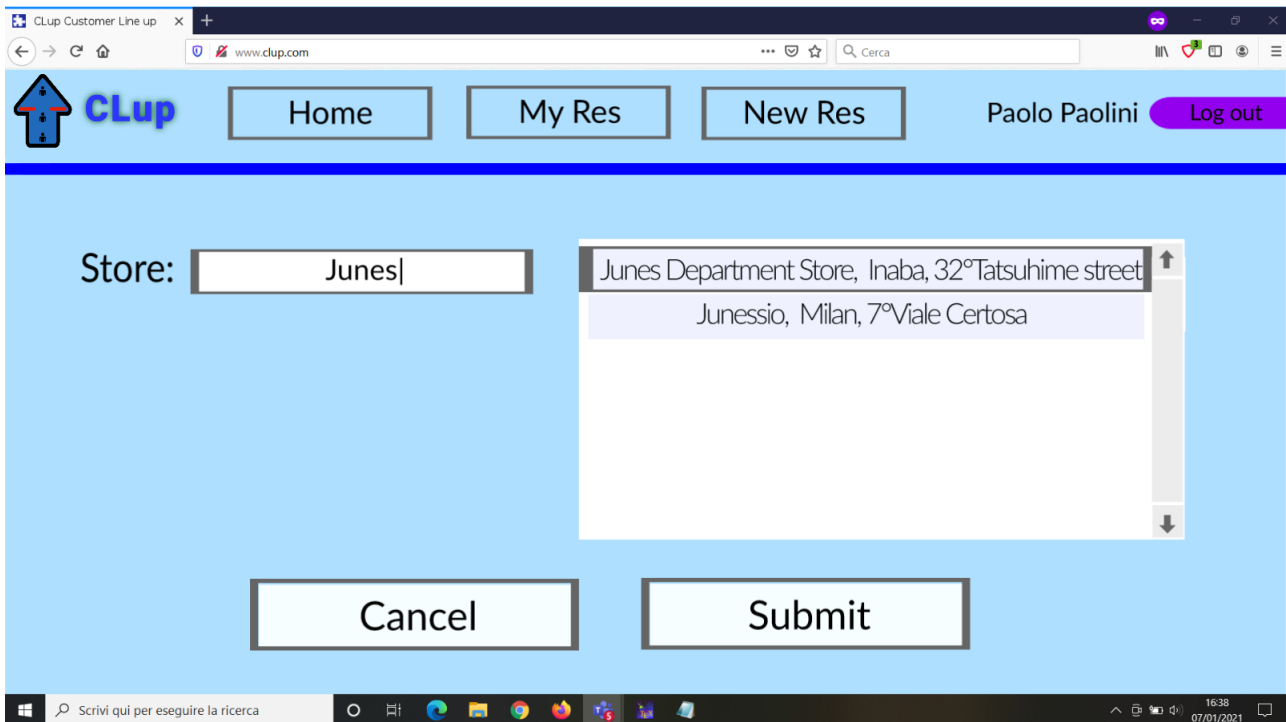 CLup Customer Line up
www.clup.com
Cerca
3
CLup
Home
My Res
New Res
Paolo Paolini
Log out
Store:
Junes
Junes Department Store, Inaba, 32°Tatsuhime street
Junessio, Milan, 7°Viale Certosa
Cancel
Submit
Scrivi qui per eseguire la ricerca
16:38
07/01/2021